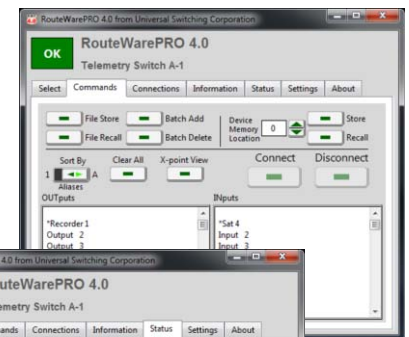 RouteWarePRO 4.0 from Universal Switching Corporation
OK
RouteWarePRO 4.0
Telemetry Switch A-1
Select Commands Connections Information Status Settings About
File Store Batch Add Device Memory Location 0 Store
File Recall Batch Delete Recall
Sort By Clear All X-point View Connect Disconnect
1 A
Aliases
OUTputs INputs
*Recorder 1 *Sat 4
Output 2 Input 2
Output 3 Input 3
4.0 from Universal Switching Corporation
uteWarePRO 4.0
emetry Switch A-1
ands Connections Information Status Settings About